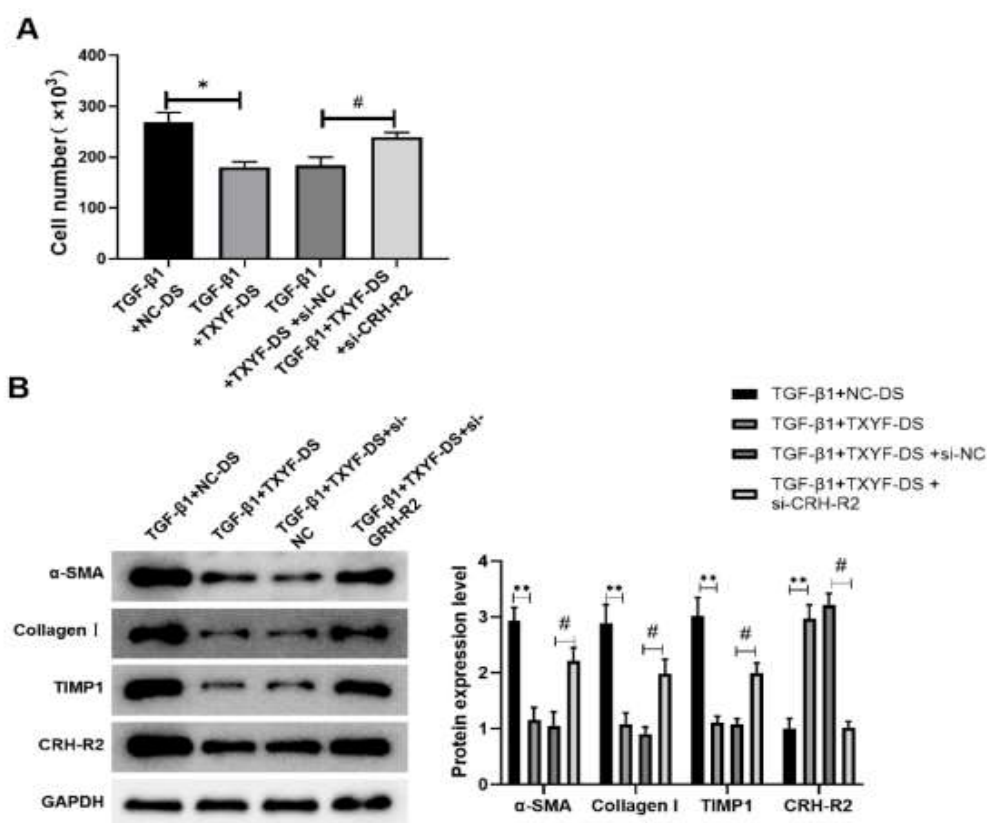 A
400
300
200
100
0
Cell number( ×10³)
*
#
TGF-β1
+NC-DS
TGF-β1
+TXYF-DS
TGF-β1
+TXYF-DS +si-NC
TGF-β1+TXYF-DS
+si-CRH-R2
B
TGF-β1+NC-DS
TGF-β1+TXYF-DS
TGF-β1+TXYF-DS +si-NC
TGF-β1+TXYF-DS +
si-CRH-R2
TGF-β1+NC-DS
TGF-β1+TXYF-DS
TGF-β1+TXYF-DS+si-
NC
TGF-β1+TXYF-DS+si-
GRH-R2
α-SMA
Collagen I
TIMP1
CRH-R2
GAPDH
Protein expression level
4
3
2
1
0
**
#
**
#
**
#
**
#
α-SMA
Collagen I
TIMP1
CRH-R2